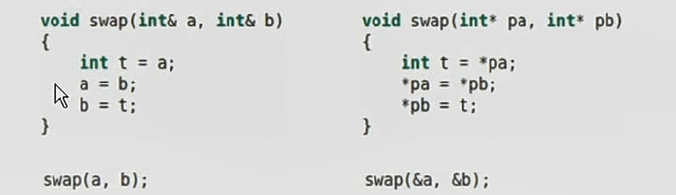 void swap(int& a, int& b)
{
    int t = a;
    a = b;
    b = t;
}
swap(a, b);
void swap(int* pa, int* pb)
{
    int t = *pa;
    *pa = *pb;
    *pb = t;
}
swap(&a, &b);